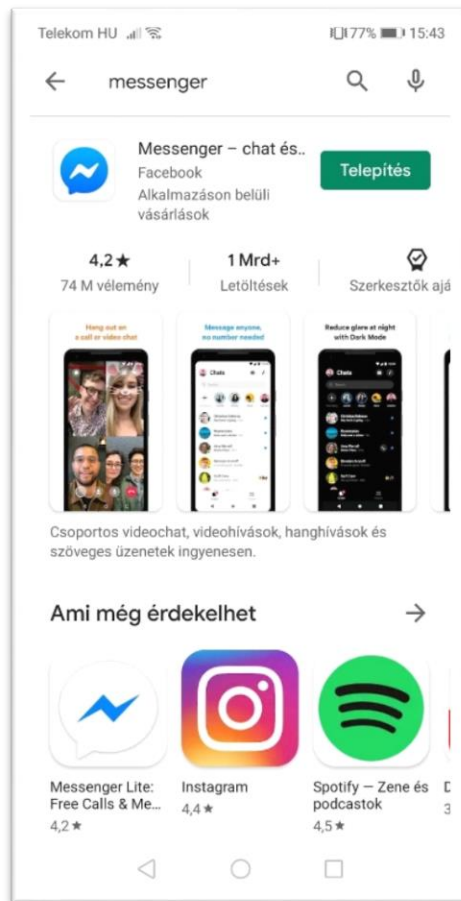 Telekom HU
77% 15:43
messenger
Messenger – chat és..
Facebook
Alkalmazáson belüli
vásárlások
Telepítés
4,2★
74 M vélemény
1 Mrd+
Letöltések
Szerkesztők ajá
Hang out on
a call or video chat
Message anyone,
no number needed
Chats
Reduce glare at night
with Dark Mode
Chats
Csoportos videochat, videohívások, hanghívások és
szöveges üzenetek ingyenesen.
Ami még érdekelhet
Messenger Lite:
Free Calls & Me...
4,2★
Instagram
4,4★
Spotify – Zene és
podcastok
4,5★
D
3